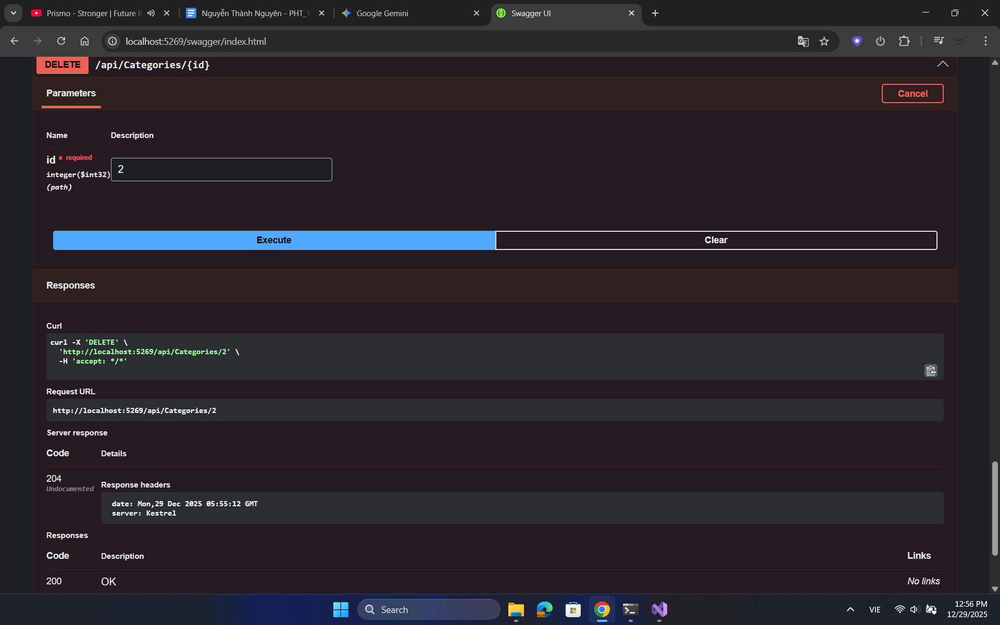 Prismo - Stronger | Future B
Nguyễn Thành Nguyên - PHT_1
Google Gemini
Swagger UI
localhost:5269/swagger/index.html
DELETE /api/Categories/{id}
Parameters
Cancel
Name Description
id * required
integer($int32)
(path)
2
Execute
Clear
Responses
Curl
curl -X 'DELETE' \
'http://localhost:5269/api/Categories/2' \
-H 'accept: */*'
Request URL
http://localhost:5269/api/Categories/2
Server response
Code Details
204
Undocumented
Response headers
date: Mon,29 Dec 2025 05:55:12 GMT
server: Kestrel
Responses
Code Description Links
200 OK No links
Search
VIE
12:56 PM
12/29/2025